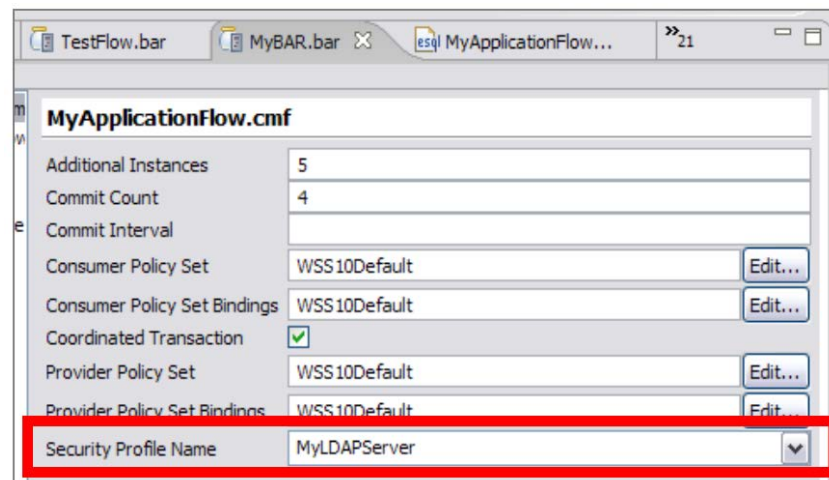 TestFlow.bar MyBAR.bar esql MyApplicationFlow... »21
MyApplicationFlow.cmf
Additional Instances 5
Commit Count 4
Commit Interval
Consumer Policy Set WSS10Default Edit...
Consumer Policy Set Bindings WSS10Default Edit...
Coordinated Transaction
Provider Policy Set WSS10Default Edit...
Provider Policy Set Bindings WSS10Default Edit...
Security Profile Name MyLDAPServer